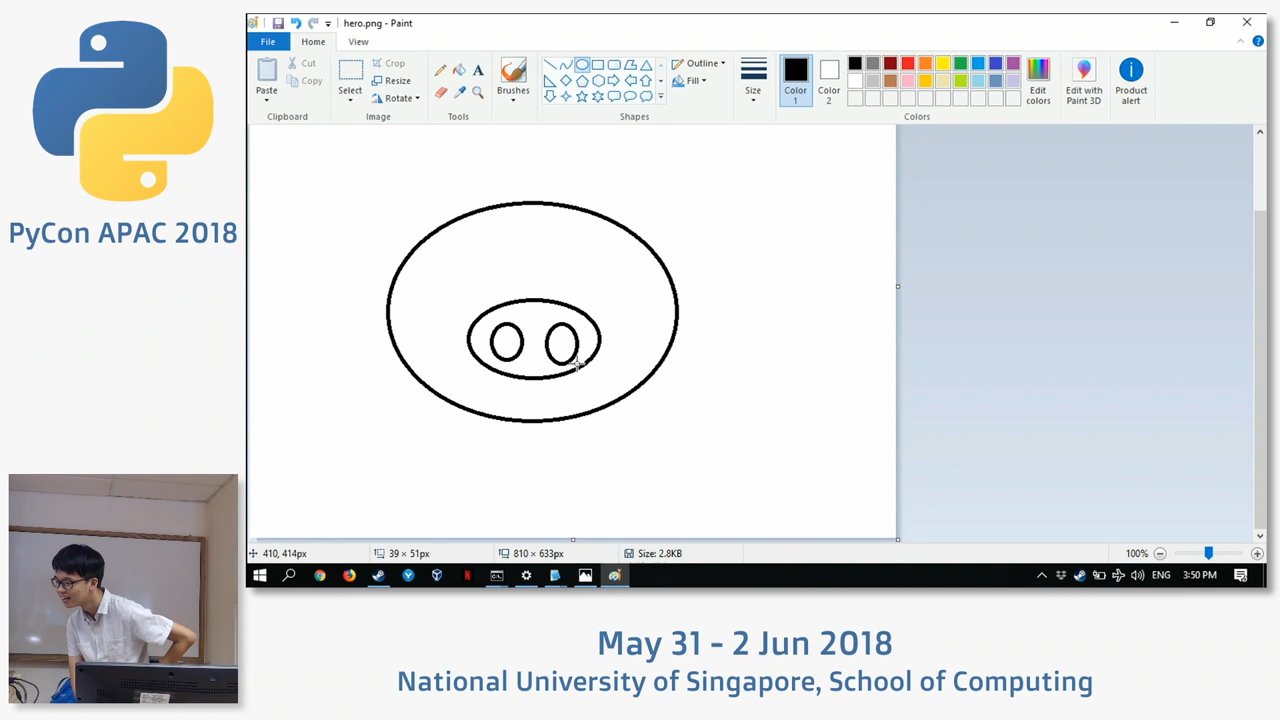 PyCon APAC 2018
hero.png - Paint
File
Home
View
Paste
Cut
Copy
Clipboard
Select
Crop
Resize
Rotate
Image
A
Tools
Brushes
Outline
Fill
Shapes
Size
Color
1
Color
2
Edit
colors
Colors
Edit with
Paint 3D
Product
alert
410, 414px
39 × 51px
810 × 633px
Size: 2.8KB
100%
ENG
3:50 PM
May 31 - 2 Jun 2018
National University of Singapore, School of Computing